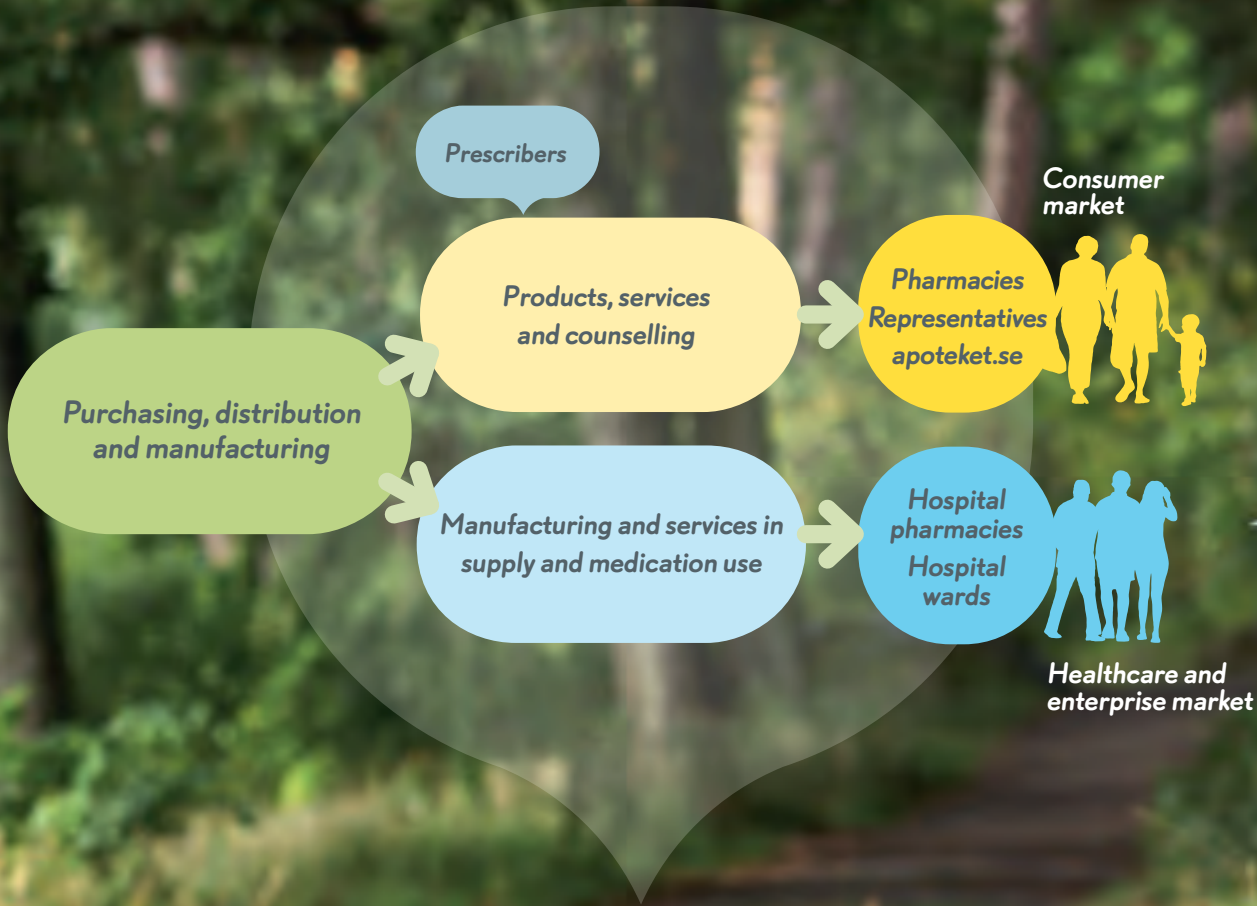 Prescribers
Consumer
market
Products, services
and counselling
Pharmacies
Representatives
apoteket.se
Purchasing, distribution
and manufacturing
Manufacturing and services in
supply and medication use
Hospital
pharmacies
Hospital
wards
Healthcare and
enterprise market